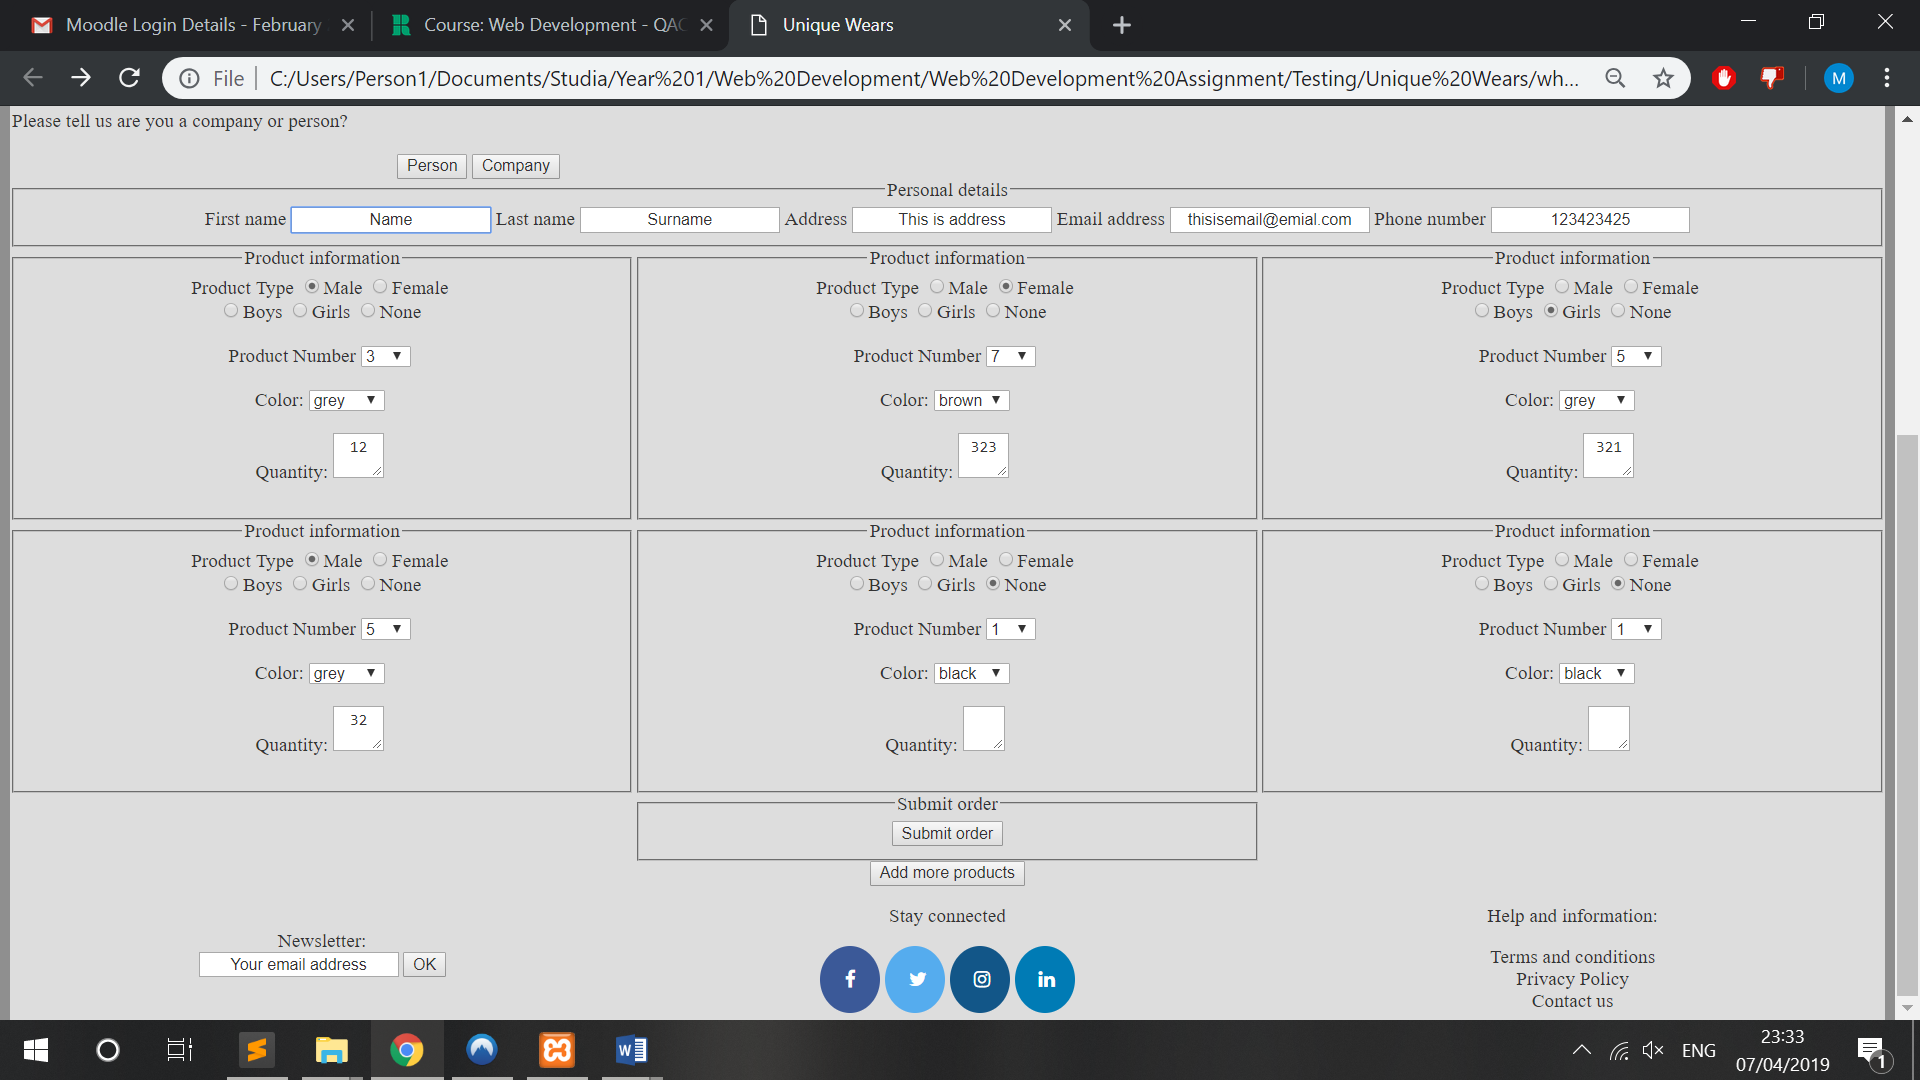 Moodle Login Details - February
Course: Web Development - QAC
Unique Wears
File
C:/Users/Person1/Documents/Studia/Year%201/Web%20Development/Web%20Development%20Assignment/Testing/Unique%20Wears/wh...
M
Please tell us are you a company or person?
Person Company
Personal details
First name Name Last name Surname Address This is address Email address thisisemail@emial.com Phone number 123423425
Product information
Product Type Male Female
Boys Girls None
Product Number 3
Color: grey
Quantity: 12
Product information
Product Type Male Female
Boys Girls None
Product Number 7
Color: brown
Quantity: 323
Product information
Product Type Male Female
Boys Girls None
Product Number 5
Color: grey
Quantity: 321
Product information
Product Type Male Female
Boys Girls None
Product Number 5
Color: grey
Quantity: 32
Product information
Product Type Male Female
Boys Girls None
Product Number 1
Color: black
Quantity:
Product information
Product Type Male Female
Boys Girls None
Product Number 1
Color: black
Quantity:
Submit order
Submit order
Add more products
Newsletter:
Your email address OK
Stay connected
f
in
Help and information:
Terms and conditions
Privacy Policy
Contact us
W
ENG
23:33
07/04/2019
1